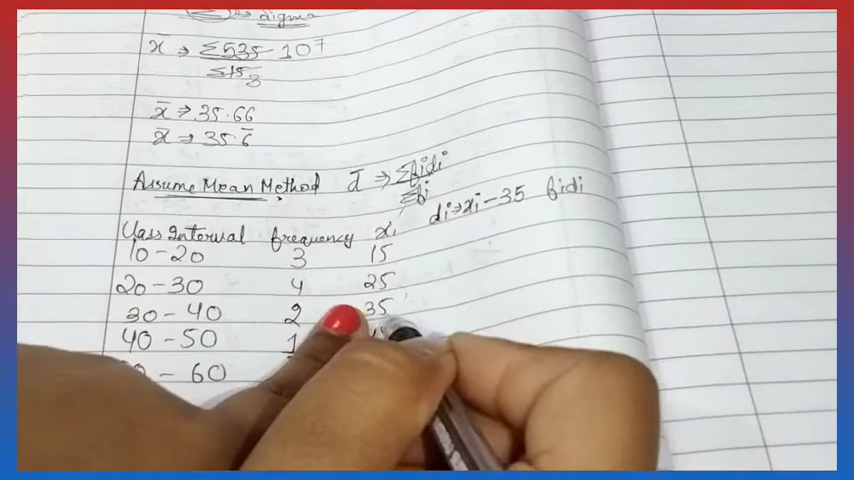 x̄ ⇒ Σ535 107
Σ15 3
x̄ ⇒ 35.66
x̄ ⇒ 35.6̄
Assume Mean Method d̄ ⇒ Σfidi
Σfi
di ⇒ xi - 35 fidi
Class Interval frequency xi
10 - 20 3 15
20 - 30 4 25
30 - 40 2 35
40 - 50 1
- 60